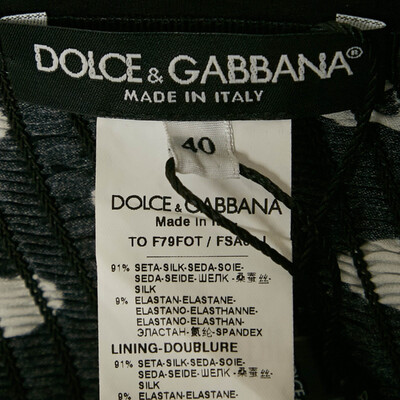 DOLCE & GABBANA®
MADE IN ITALY
40
DOLCE & GABBANA
Made in
TO F79FOT /
91% SETA-SILK-SEDA-SOIE-
SEDA-SEIDE-ШЕЛК -桑蚕丝-
SILK
9% ELASTAN-ELASTANE-
ELASTANO-ELASTHANNE-
ELASTANO-ELASTHAN-
ЭЛАСТАН-氨纶-SPANDEX
LINING-DOUBLURE
91% SETA-SILK-SEDA-SOIE-
SEDA-SEIDE-ШЕЛК -桑蚕丝-
SILK
9% ELASTAN-ELASTANE-